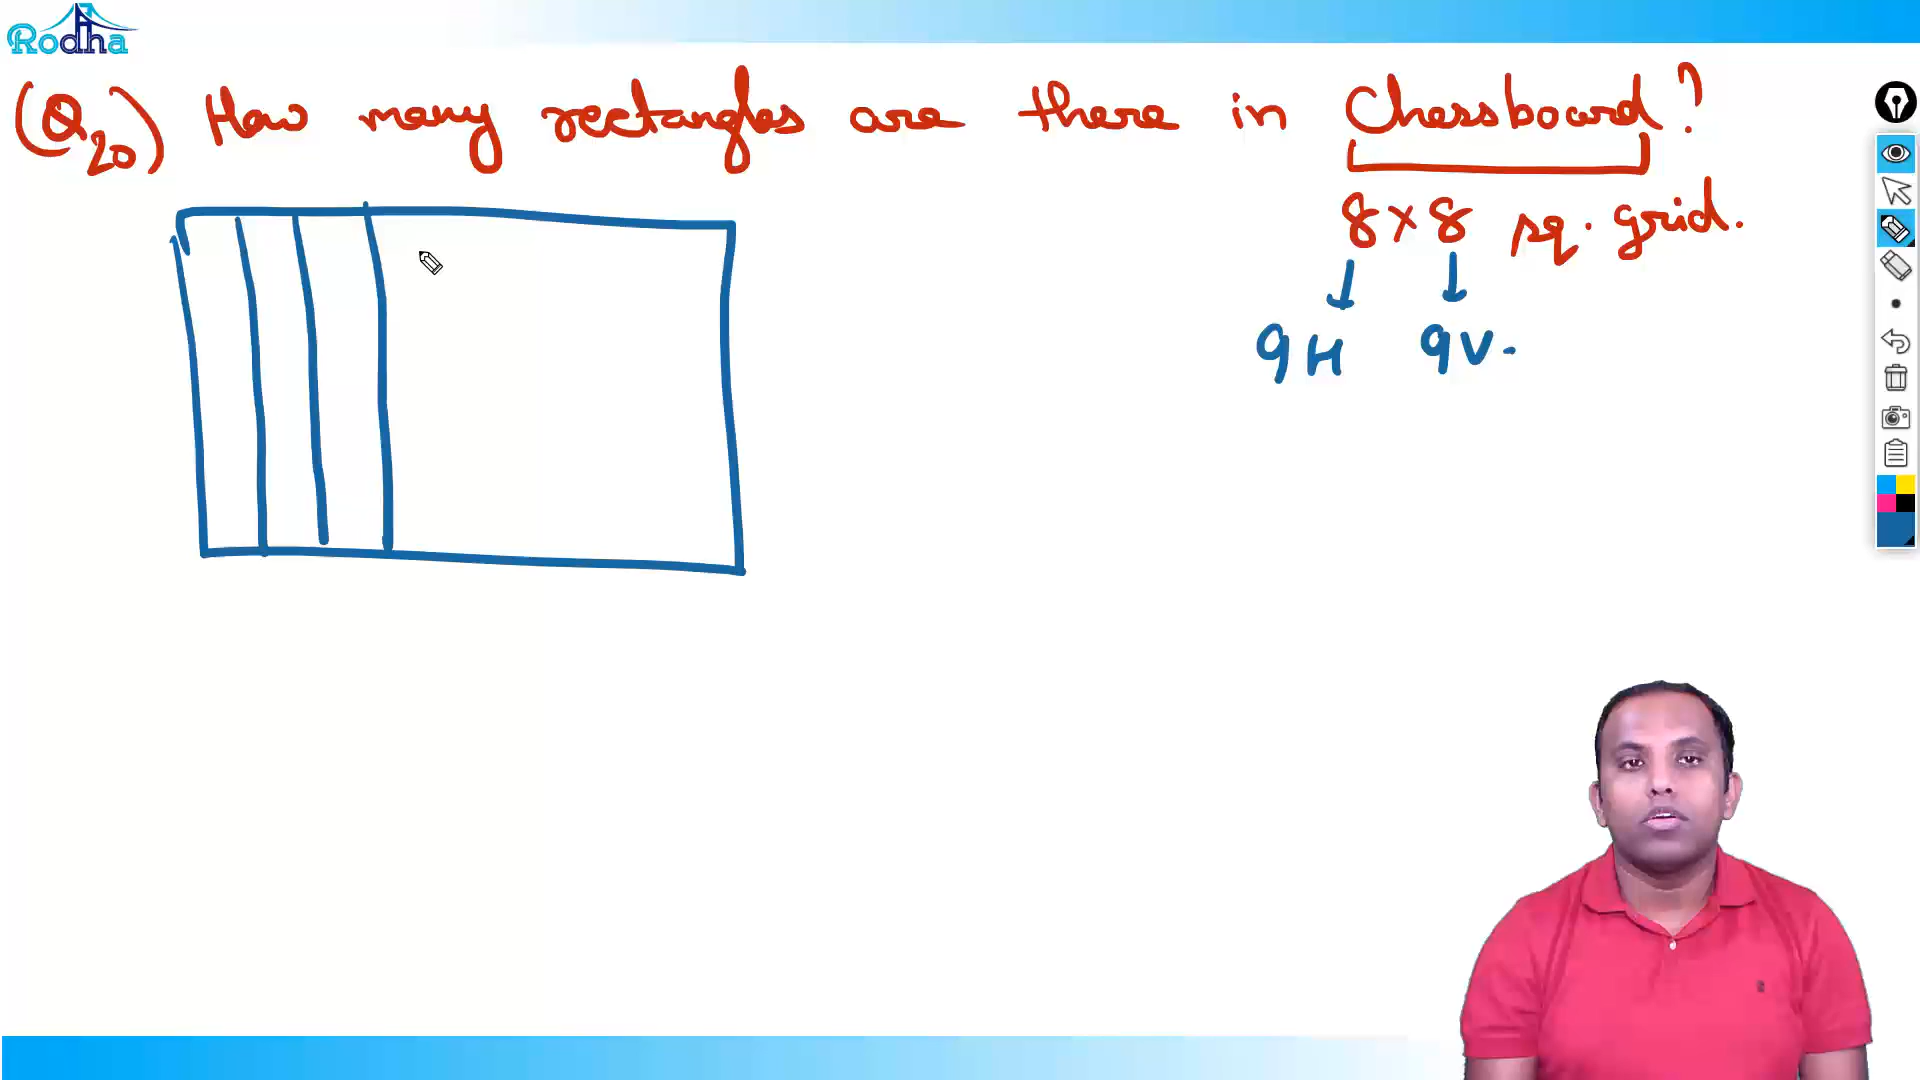 Rodha
(Q20) How many rectangles are there in Chessboard?
8 x 8 sq. grid.
9H 9V.